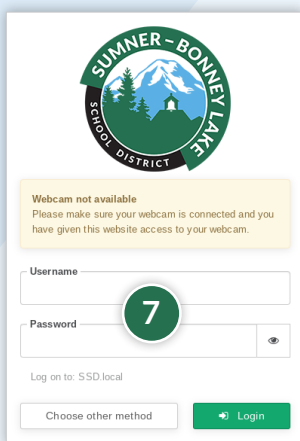 SUMNER-BONNEY LAKE
SCHOOL DISTRICT
Webcam not available
Please make sure your webcam is connected and you
have given this website access to your webcam.
Username
7
Password
Log on to: SSD.local
Choose other method
Login